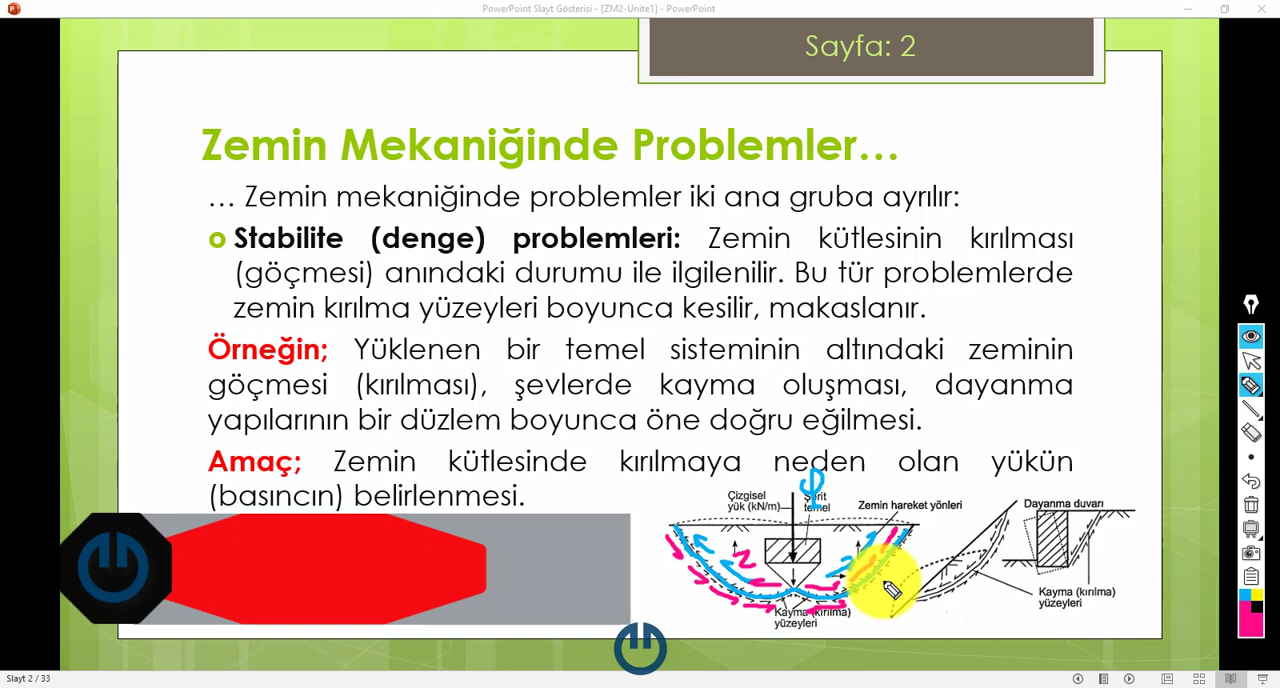 PowerPoint Slayt Gösterisi - [ZM2-Unite1] - PowerPoint
Sayfa: 2
Zemin Mekaniğinde Problemler...
... Zemin mekaniğinde problemler iki ana gruba ayrılır:
Stabilite (denge) problemleri: Zemin kütlesinin kırılması
(göçmesi) anındaki durumu ile ilgilenilir. Bu tür problemlerde
zemin kırılma yüzeyleri boyunca kesilir, makaslanır.
Örneğin; Yüklenen bir temel sisteminin altındaki zeminin
göçmesi (kırılması), şevlerde kayma oluşması, dayanma
yapılarının bir düzlem boyunca öne doğru eğilmesi.
Amaç; Zemin kütlesinde kırılmaya neden olan yükün
(basıncın) belirlenmesi.
Çizgisel
yük (kN/m)
Şerit
temel
Zemin hareket yönleri
Dayanma duvarı
Kayma (kırılma)
yüzeyleri
Kayma (kırılma)
yüzeyleri
Slayt 2 / 33